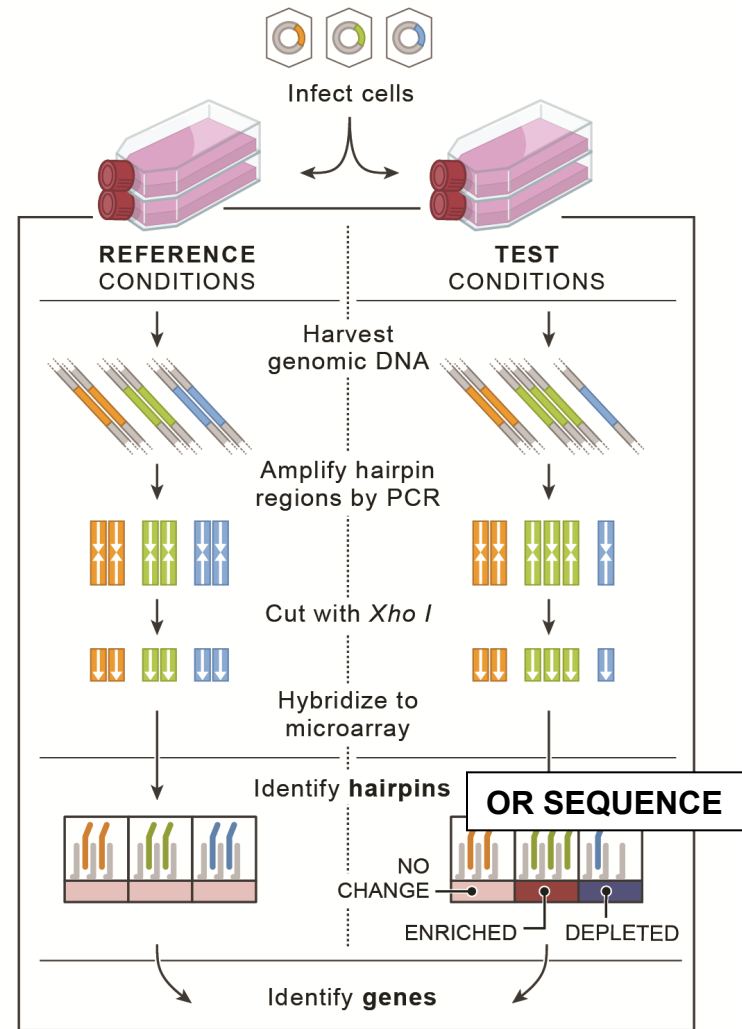 Infect cells
REFERENCE
CONDITIONS
TEST
CONDITIONS
Harvest
genomic DNA
Amplify hairpin
regions by PCR
Cut with Xho I
Hybridize to
microarray
Identify hairpins
OR SEQUENCE
NO
CHANGE
ENRICHED
DEPLETED
Identify genes